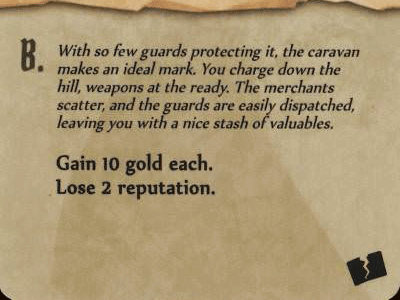 B. With so few guards protecting it, the caravan
makes an ideal mark. You charge down the
hill, weapons at the ready. The merchants
scatter, and the guards are easily dispatched,
leaving you with a nice stash of valuables.
Gain 10 gold each.
Lose 2 reputation.